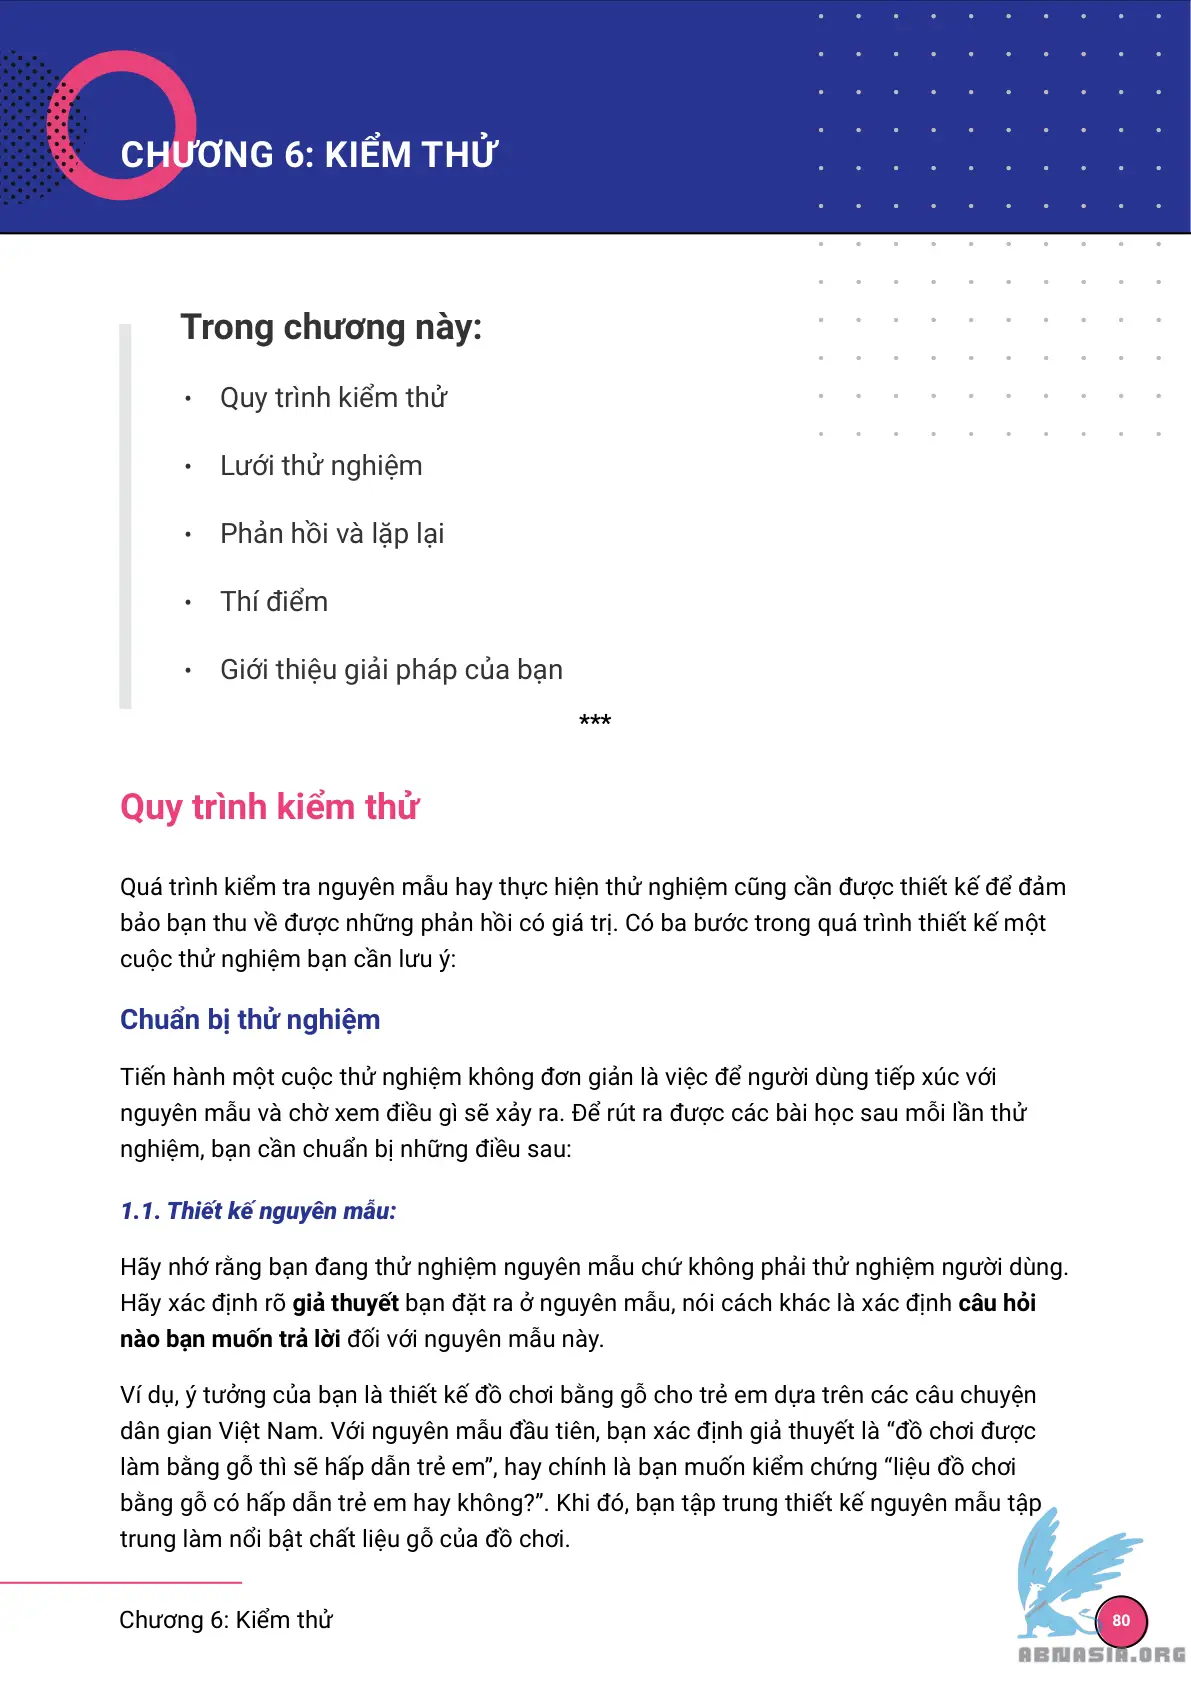 CHƯƠNG 6: KIỂM THỬ
Trong chương này:
• Quy trình kiểm thử
• Lưới thử nghiệm
• Phản hồi và lặp lại
• Thí điểm
• Giới thiệu giải pháp của bạn
***
Quy trình kiểm thử
Quá trình kiểm tra nguyên mẫu hay thực hiện thử nghiệm cũng cần được thiết kế để đảm
bảo bạn thu về được những phản hồi có giá trị. Có ba bước trong quá trình thiết kế một
cuộc thử nghiệm bạn cần lưu ý:
Chuẩn bị thử nghiệm
Tiến hành một cuộc thử nghiệm không đơn giản là việc để người dùng tiếp xúc với
nguyên mẫu và chờ xem điều gì sẽ xảy ra. Để rút ra được các bài học sau mỗi lần thử
nghiệm, bạn cần chuẩn bị những điều sau:
1.1. Thiết kế nguyên mẫu:
Hãy nhớ rằng bạn đang thử nghiệm nguyên mẫu chứ không phải thử nghiệm người dùng.
Hãy xác định rõ giả thuyết bạn đặt ra ở nguyên mẫu, nói cách khác là xác định câu hỏi
nào bạn muốn trả lời đối với nguyên mẫu này.
Ví dụ, ý tưởng của bạn là thiết kế đồ chơi bằng gỗ cho trẻ em dựa trên các câu chuyện
dân gian Việt Nam. Với nguyên mẫu đầu tiên, bạn xác định giả thuyết là “đồ chơi được
làm bằng gỗ thì sẽ hấp dẫn trẻ em”, hay chính là bạn muốn kiểm chứng “liệu đồ chơi
bằng gỗ có hấp dẫn trẻ em hay không?”. Khi đó, bạn tập trung thiết kế nguyên mẫu tập
trung làm nổi bật chất liệu gỗ của đồ chơi.
Chương 6: Kiểm thử
80
ABNASIA.ORG